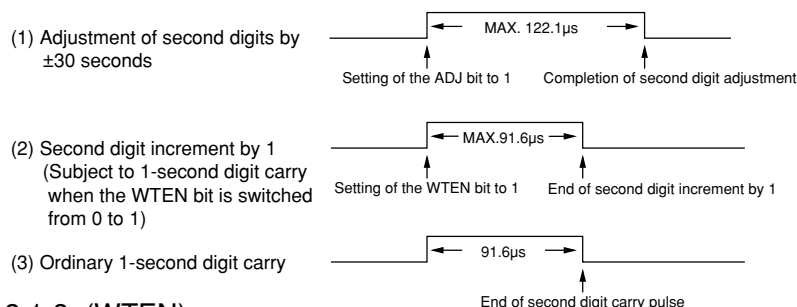 (1) Adjustment of second digits by
±30 seconds
MAX. 122.1µs
Setting of the ADJ bit to 1
Completion of second digit adjustment
(2) Second digit increment by 1
(Subject to 1-second digit carry
when the WTEN bit is switched
from 0 to 1)
MAX.91.6µs
Setting of the WTEN bit to 1
End of second digit increment by 1
(3) Ordinary 1-second digit carry
91.6µs
End of second digit carry pulse
(WTEN)